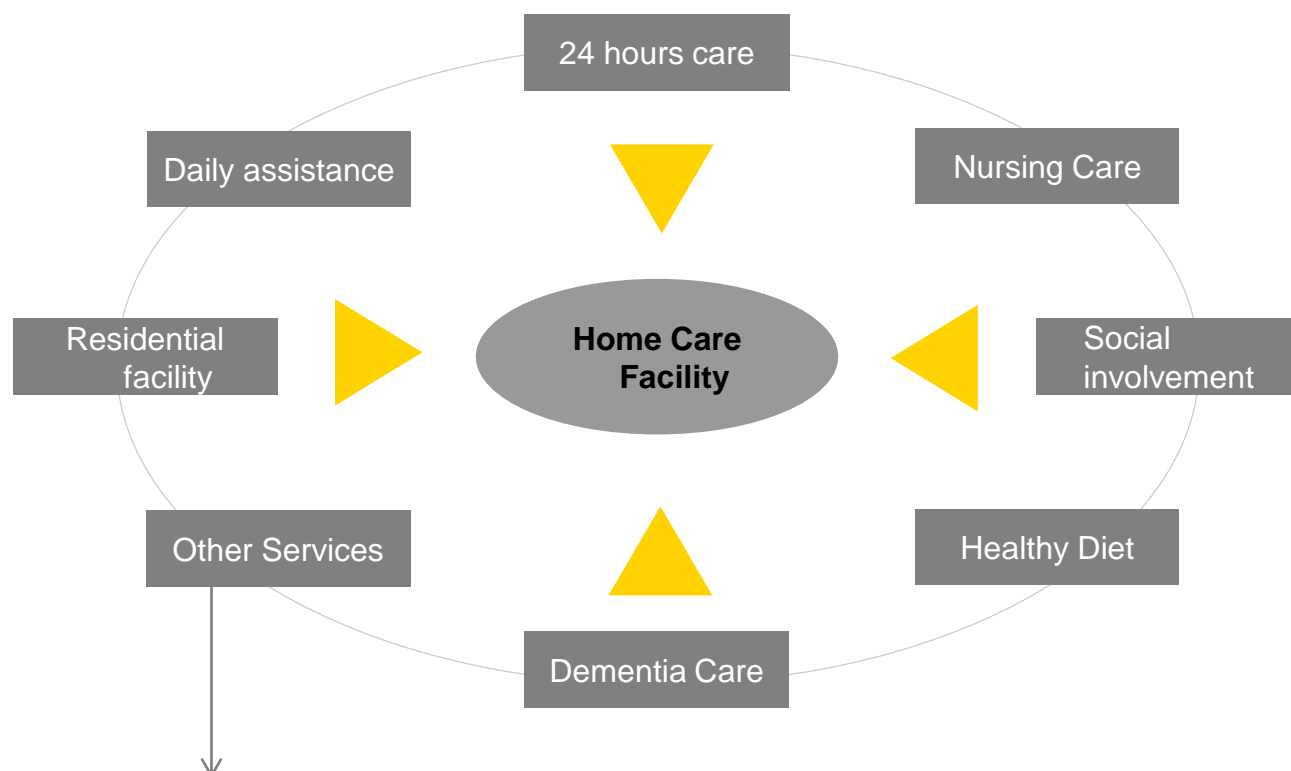 24 hours care
Daily assistance
Nursing Care
Residential
facility
Home Care
Facility
Social
involvement
Other Services
Healthy Diet
Dementia Care